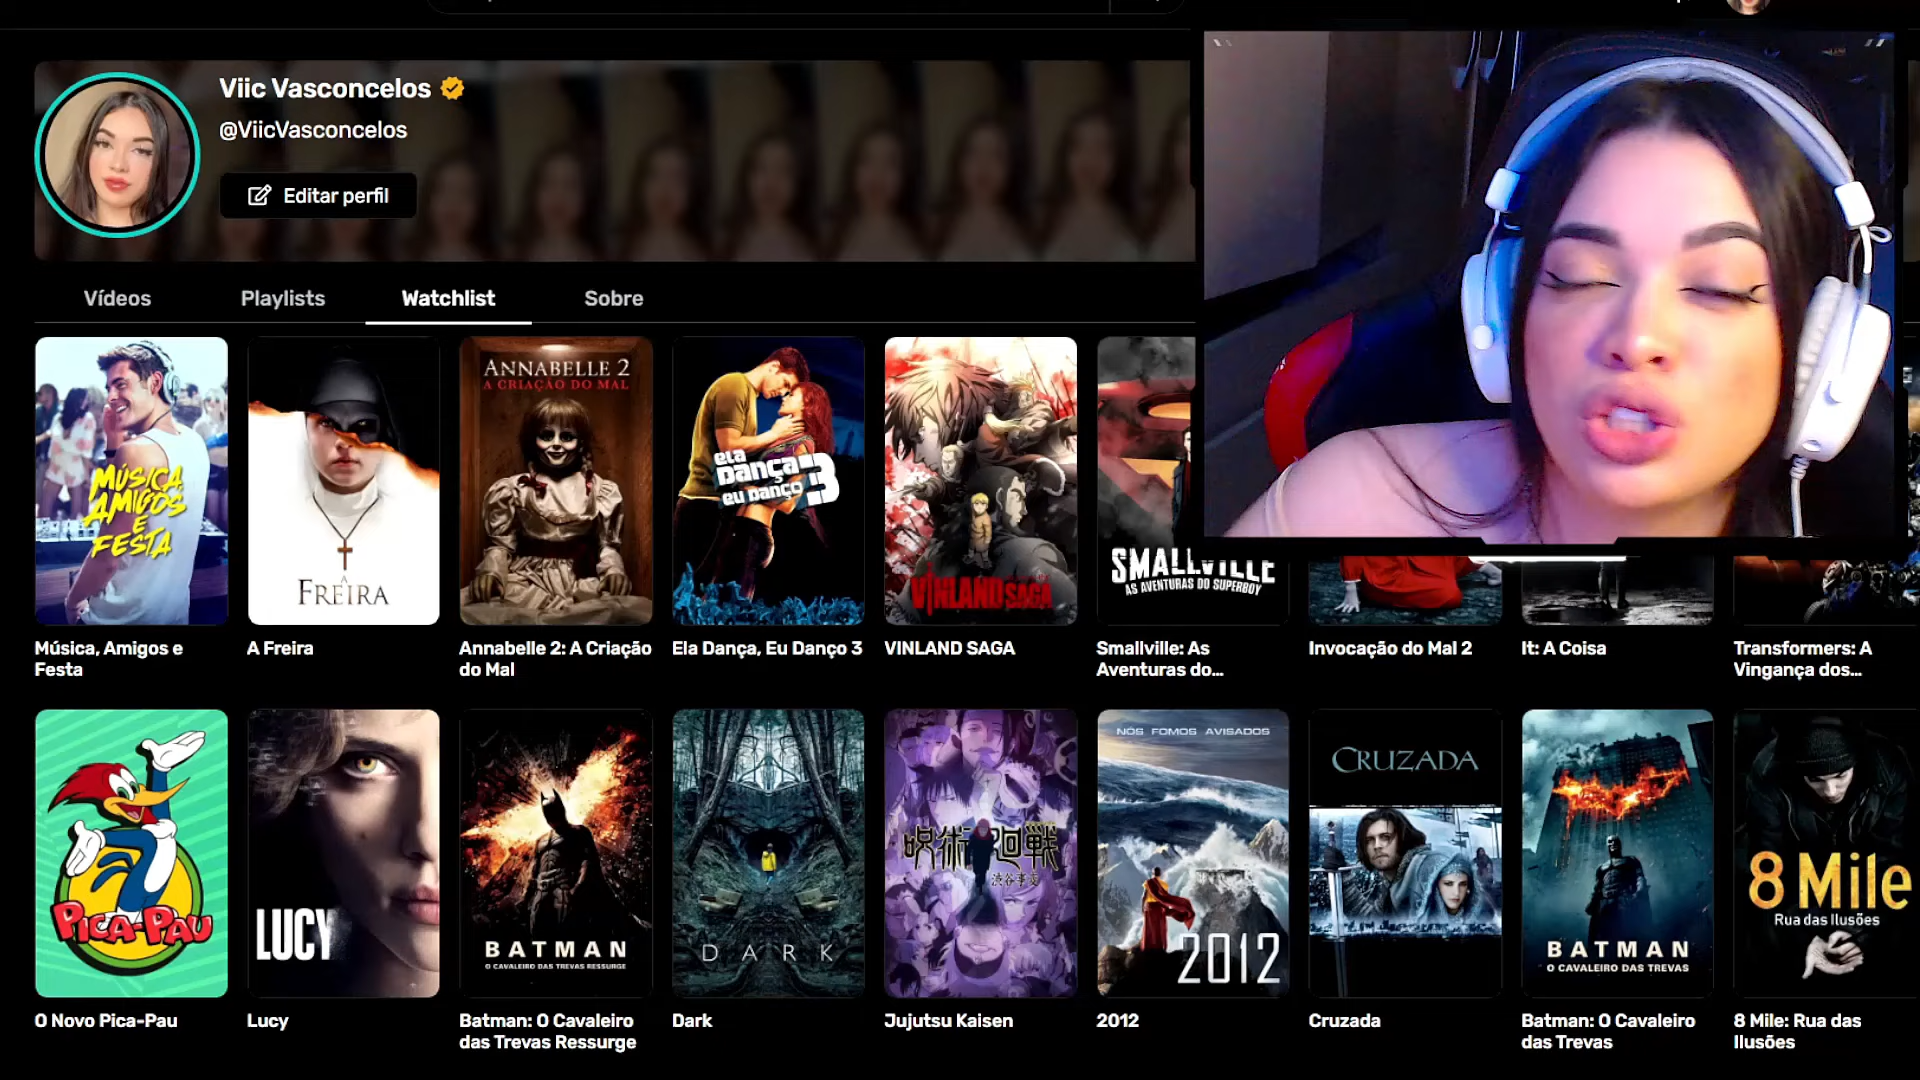 Viic Vasconcelos
@ViicVasconcelos
Editar perfil
Vídeos
Playlists
Watchlist
Sobre
MÚSICA,
AMIGOS
E
FESTA
A
FREIRA
ANNABELLE 2
A CRIAÇÃO DO MAL
ela
Dança,
eu Danço 3
VINLAND SAGA
SMALLVILLE
AS AVENTURAS DO SUPERBOY
Música, Amigos e
Festa
A Freira
Annabelle 2: A Criação
do Mal
Ela Dança, Eu Danço 3
VINLAND SAGA
Smallville: As
Aventuras do...
Invocação do Mal 2
It: A Coisa
Transformers: A
Vingança dos...
PICA-PAU
LUCY
BATMAN
O CAVALEIRO DAS TREVAS RESSURGE
DARK
呪術廻戦
渋谷事変
NÓS FOMOS AVISADOS
2012
CRUZADA
BATMAN
O CAVALEIRO DAS TREVAS
8 Mile
Rua das Ilusões
O Novo Pica-Pau
Lucy
Batman: O Cavaleiro
das Trevas Ressurge
Dark
Jujutsu Kaisen
2012
Cruzada
Batman: O Cavaleiro
das Trevas
8 Mile: Rua das
Ilusões